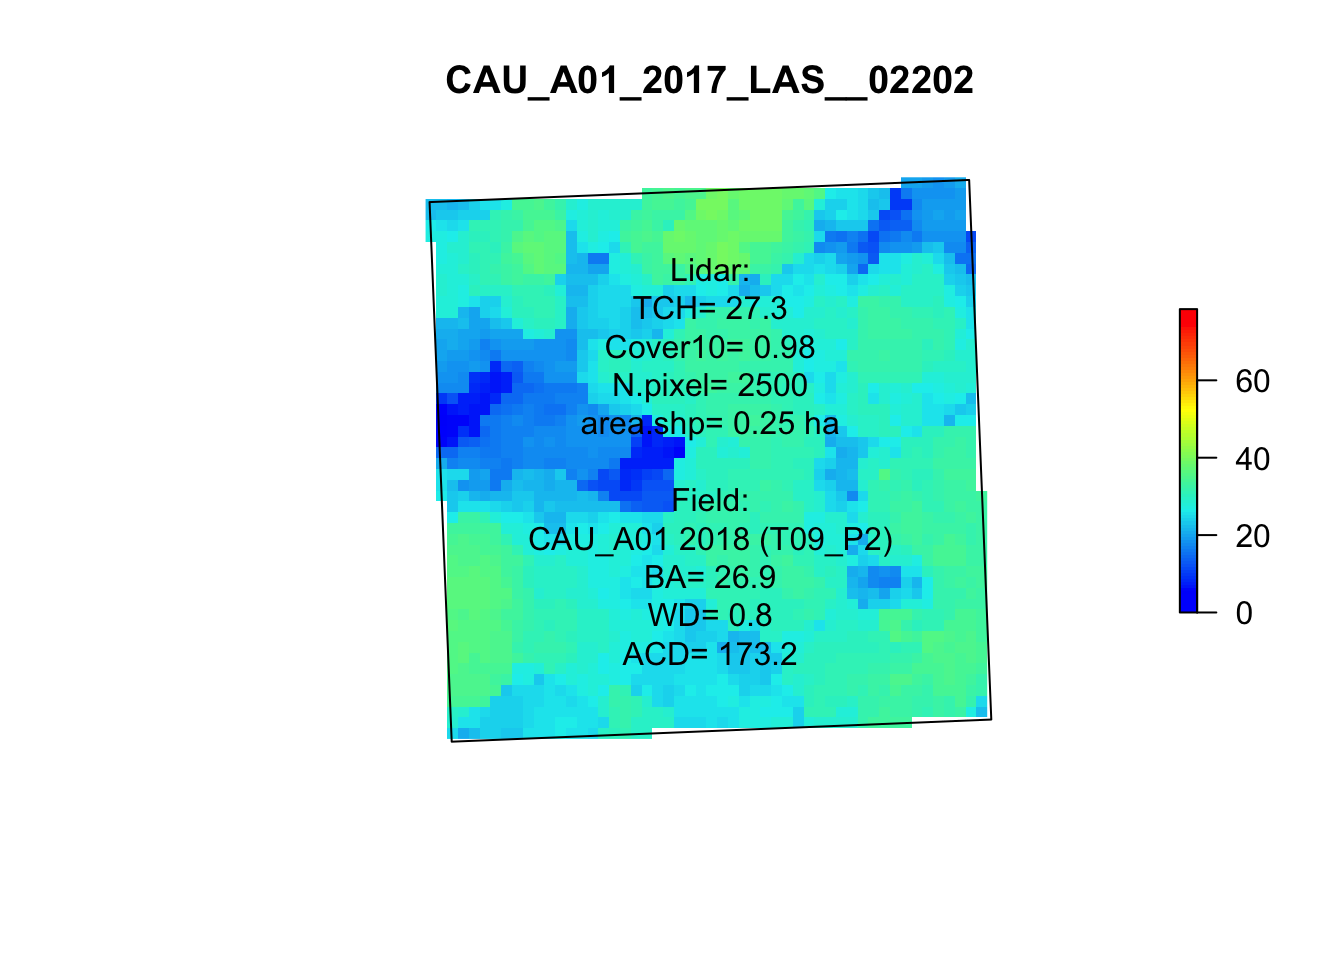 CAU_A01_2017_LAS__02202
Lidar:
TCH= 27.3
Cover10= 0.98
N.pixel= 2500
area.shp= 0.25 ha
Field:
CAU_A01 2018 (T09_P2)
BA= 26.9
WD= 0.8
ACD= 173.2
60
40
20
0